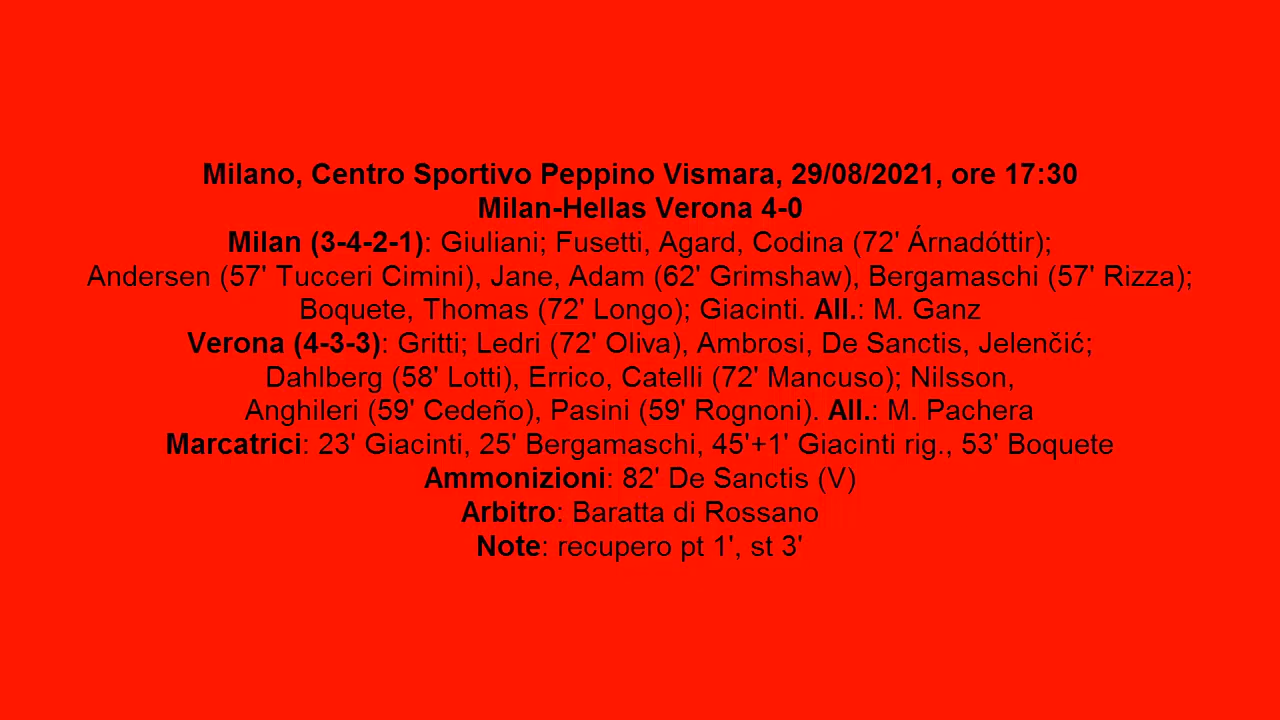 Milano, Centro Sportivo Peppino Vismara, 29/08/2021, ore 17:30
Milan-Hellas Verona 4-0
Milan (3-4-2-1): Giuliani; Fusetti, Agard, Codina (72' Árnadóttir);
Andersen (57' Tucceri Cimini), Jane, Adam (62' Grimshaw), Bergamaschi (57' Rizza);
Boquete, Thomas (72' Longo); Giacinti. All.: M. Ganz
Verona (4-3-3): Gritti; Ledri (72' Oliva), Ambrosi, De Sanctis, Jelenčić;
Dahlberg (58' Lotti), Errico, Catelli (72' Mancuso); Nilsson,
Anghileri (59' Cedeño), Pasini (59' Rognoni). All.: M. Pachera
Marcatrici: 23' Giacinti, 25' Bergamaschi, 45'+1' Giacinti rig., 53' Boquete
Ammonizioni: 82' De Sanctis (V)
Arbitro: Baratta di Rossano
Note: recupero pt 1', st 3'